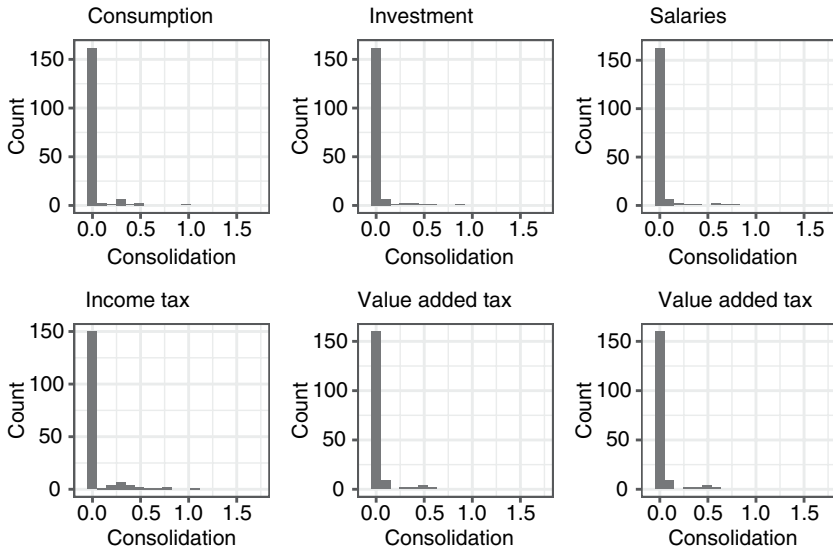 Consumption Investment Salaries
150 150 150
100 100 100
50 50 50
0 0 0
Count Count Count
0.0 0.5 1.0 1.5 0.0 0.5 1.0 1.5 0.0 0.5 1.0 1.5
Consolidation Consolidation Consolidation
Income tax Value added tax Value added tax
150 150 150
100 100 100
50 50 50
0 0 0
Count Count Count
0.0 0.5 1.0 1.5 0.0 0.5 1.0 1.5 0.0 0.5 1.0 1.5
Consolidation Consolidation Consolidation